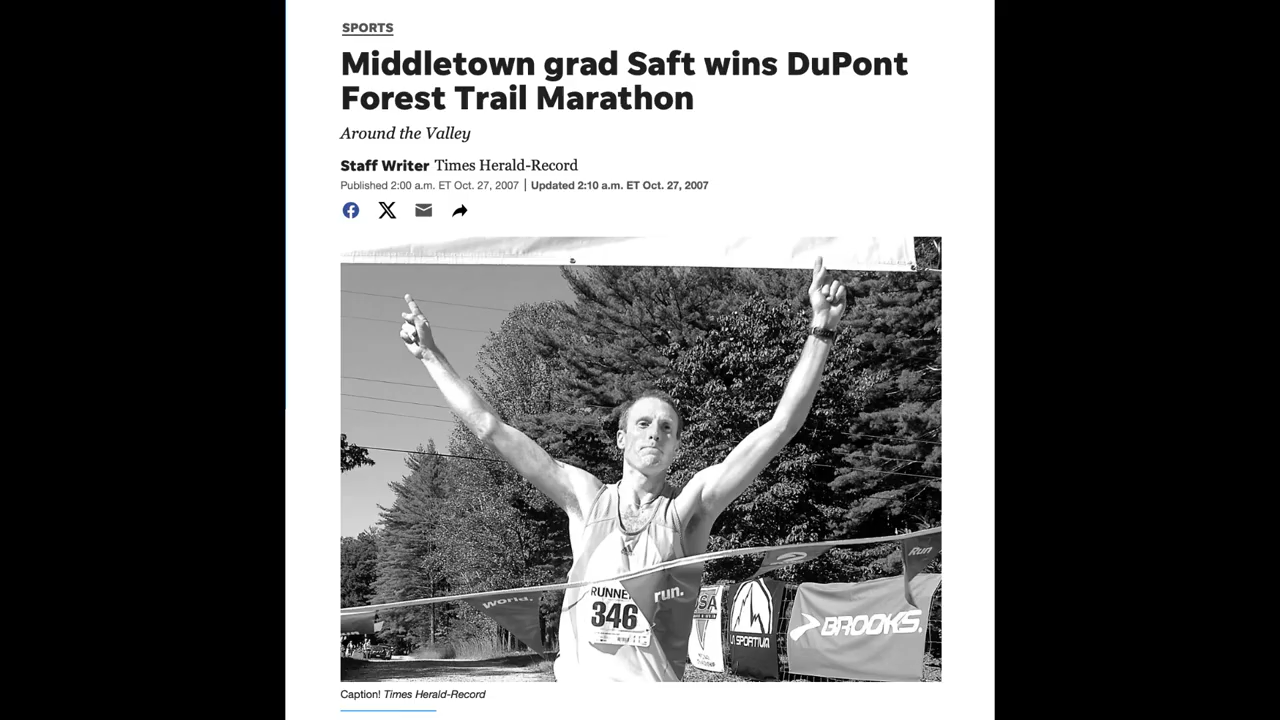 SPORTS
Middletown grad Saft wins DuPont
Forest Trail Marathon
Around the Valley
Staff Writer Times Herald-Record
Published 2:00 a.m. ET Oct. 27, 2007 | Updated 2:10 a.m. ET Oct. 27, 2007
Run
World.
run.
RUNNE
346
SA
LA SPORTIVA
BROOKS.
Caption! Times Herald-Record